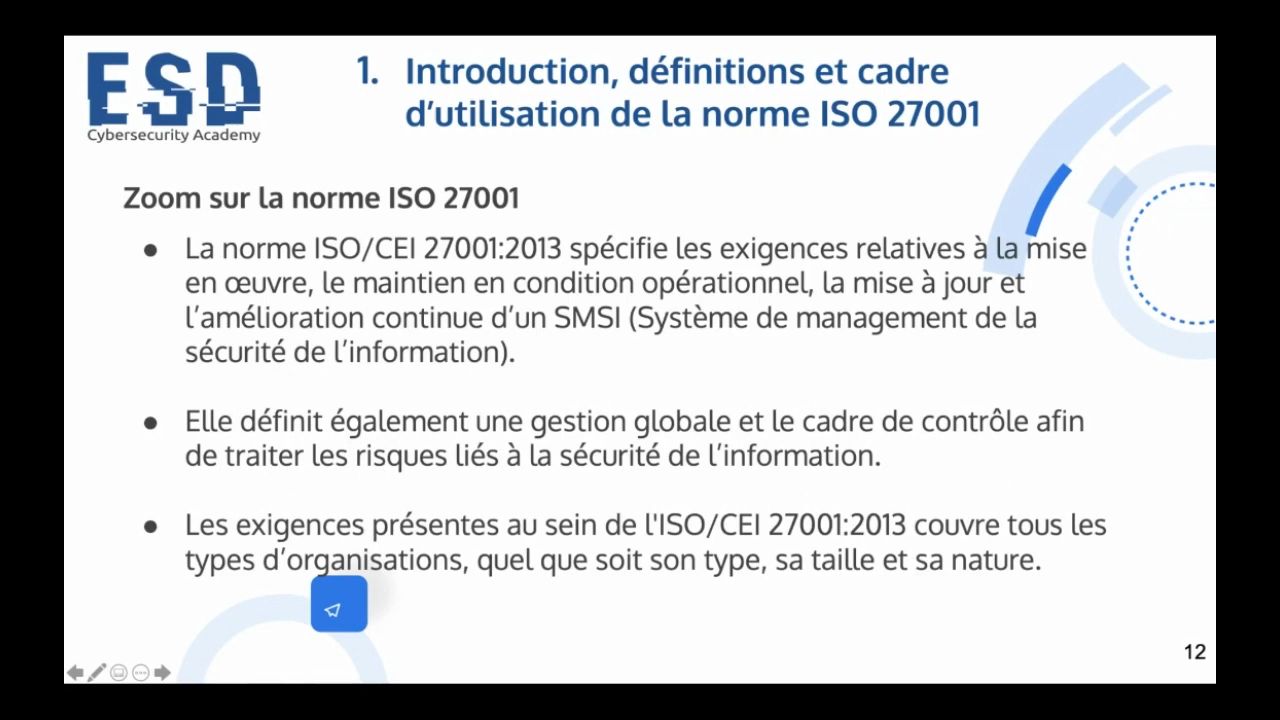 ESD
Cybersecurity Academy
1. Introduction, définitions et cadre
d’utilisation de la norme ISO 27001
Zoom sur la norme ISO 27001
● La norme ISO/CEI 27001:2013 spécifie les exigences relatives à la mise
en œuvre, le maintien en condition opérationnel, la mise à jour et
l’amélioration continue d’un SMSI (Système de management de la
sécurité de l’information).
● Elle définit également une gestion globale et le cadre de contrôle afin
de traiter les risques liés à la sécurité de l’information.
● Les exigences présentes au sein de l'ISO/CEI 27001:2013 couvre tous les
types d’organisations, quel que soit son type, sa taille et sa nature.
12